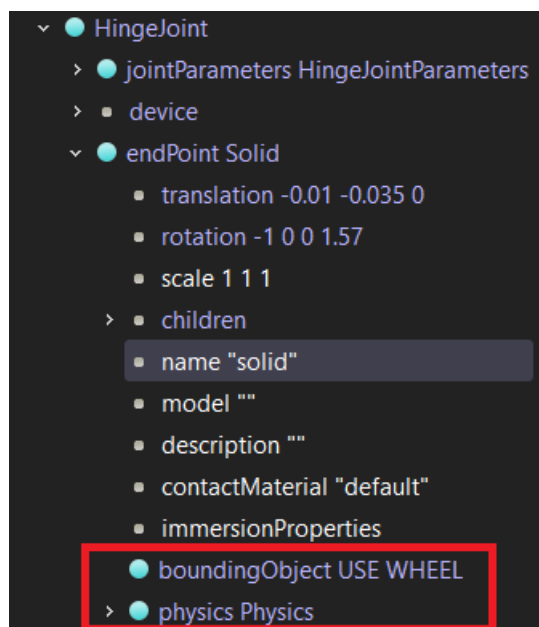 HingeJoint
jointParameters HingeJointParameters
device
endPoint Solid
translation -0.01 -0.035 0
rotation -1 0 0 1.57
scale 1 1 1
children
name "solid"
model ""
description ""
contactMaterial "default"
immersionProperties
boundingObject USE WHEEL
physics Physics